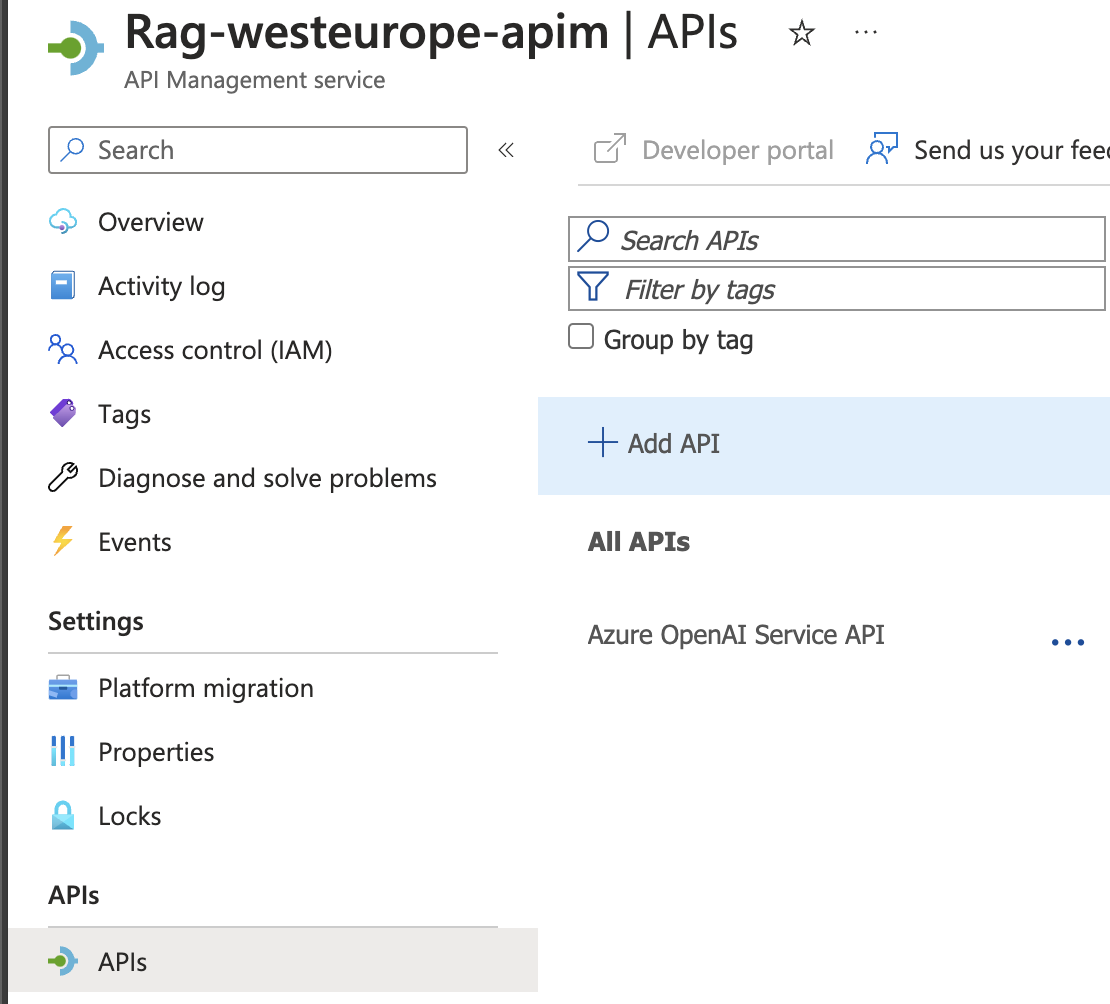 Rag-westeurope-apim | APIs
API Management service
Search
Overview
Activity log
Access control (IAM)
Tags
Diagnose and solve problems
Events
Settings
Platform migration
Properties
Locks
APIs
APIs
Developer portal
Send us your
Search APIs
Filter by tags
Group by tag
Add API
All APIs
Azure OpenAI Service API